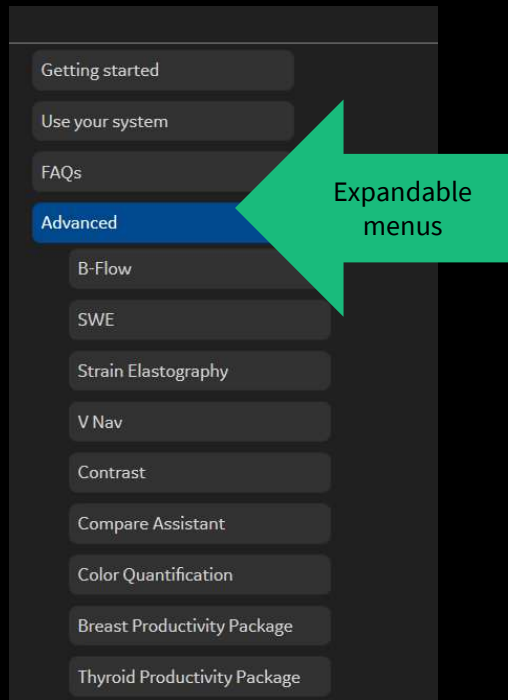 Getting started
Use your system
FAQs
Expandable
menus
Advanced
B-Flow
SWE
Strain Elastography
V Nav
Contrast
Compare Assistant
Color Quantification
Breast Productivity Package
Thyroid Productivity Package